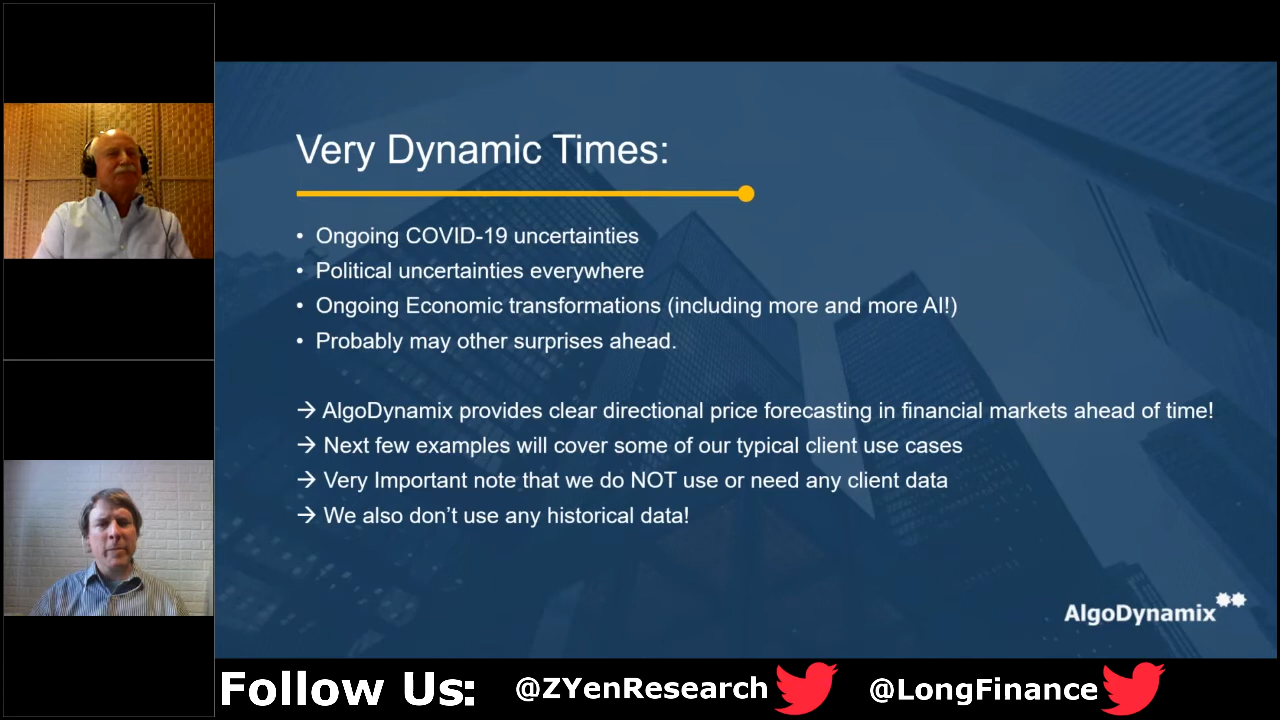 Very Dynamic Times:
• Ongoing COVID-19 uncertainties
• Political uncertainties everywhere
• Ongoing Economic transformations (including more and more AI!)
• Probably may other surprises ahead.
→ AlgoDynamix provides clear directional price forecasting in financial markets ahead of time!
→ Next few examples will cover some of our typical client use cases
→ Very Important note that we do NOT use or need any client data
→ We also don't use any historical data!
AlgoDynamix
Follow Us: @ZYenResearch @LongFinance